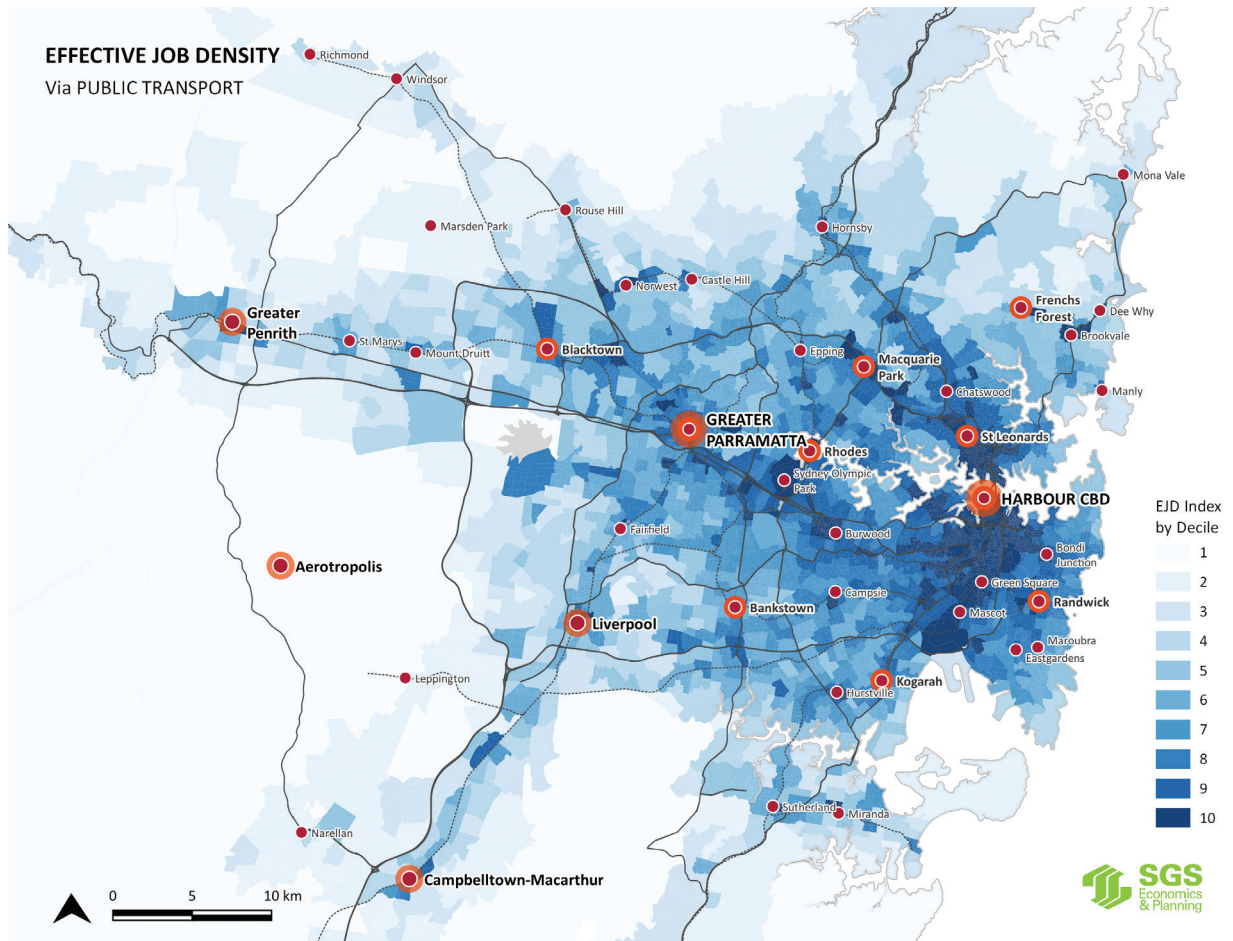 EFFECTIVE JOB DENSITY
Via PUBLIC TRANSPORT
Richmond
Windsor
Mona Vale
Rouse Hill
Marsden Park
Hornsby
Norwest
Castle Hill
Frenchs
Forest
Dee Why
Greater
Penrith
Brookvale
St Marys
Mount Druitt
Blacktown
Epping
Macquarie
Park
Chatswood
Manly
GREATER
PARRAMATTA
St Leonards
Rhodes
Sydney Olympic
Park
HARBOUR CBD
EJD Index
by Decile
Fairfield
Burwood
Bondi
Junction
1
2
3
4
5
6
7
8
9
10
Aerotropolis
Green Square
Campsie
Randwick
Bankstown
Mascot
Liverpool
Maroubra
Eastgardens
Leppington
Kogarah
Hurstville
Sutherland
Miranda
Narellan
Campbelltown-Macarthur
0 5 10 km
SGS
Economics
& Planning